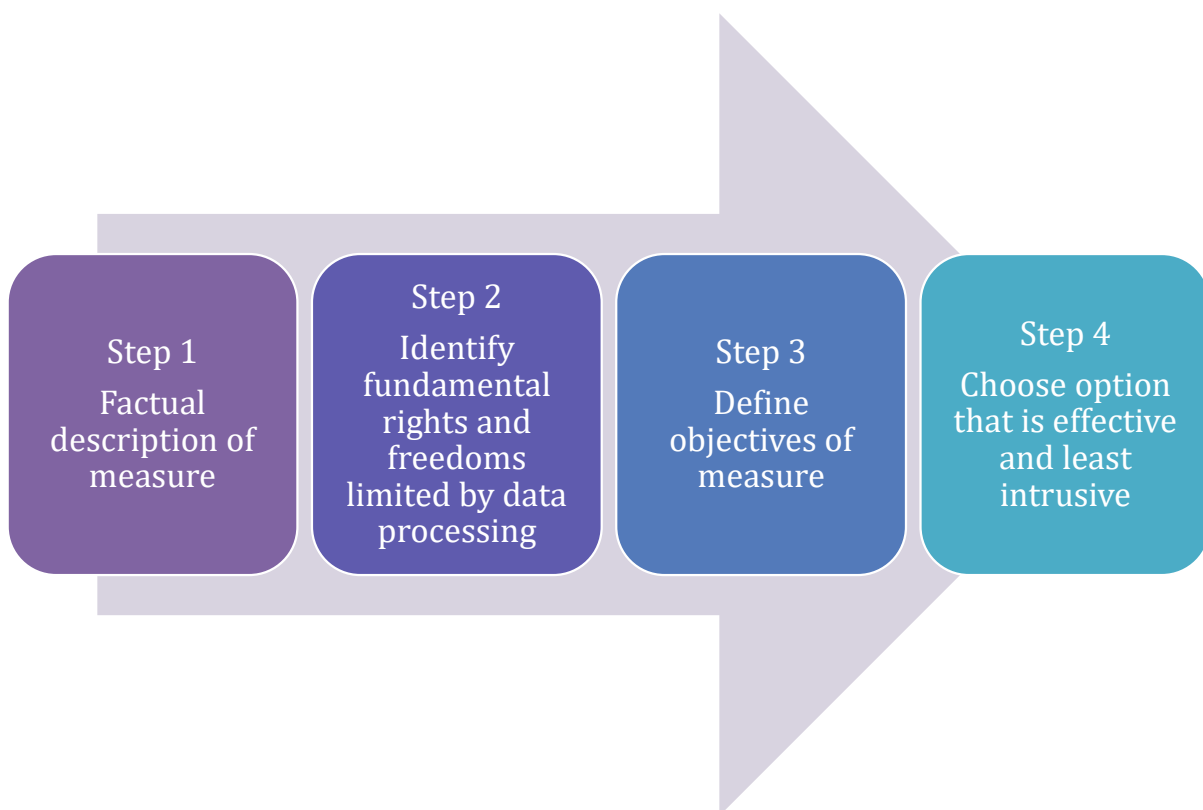 Step 1
Factual
description of
measure
Step 2
Identify
fundamental
rights and
freedoms
limited by data
processing
Step 3
Define
objectives of
measure
Step 4
Choose option
that is effective
and least
intrusive